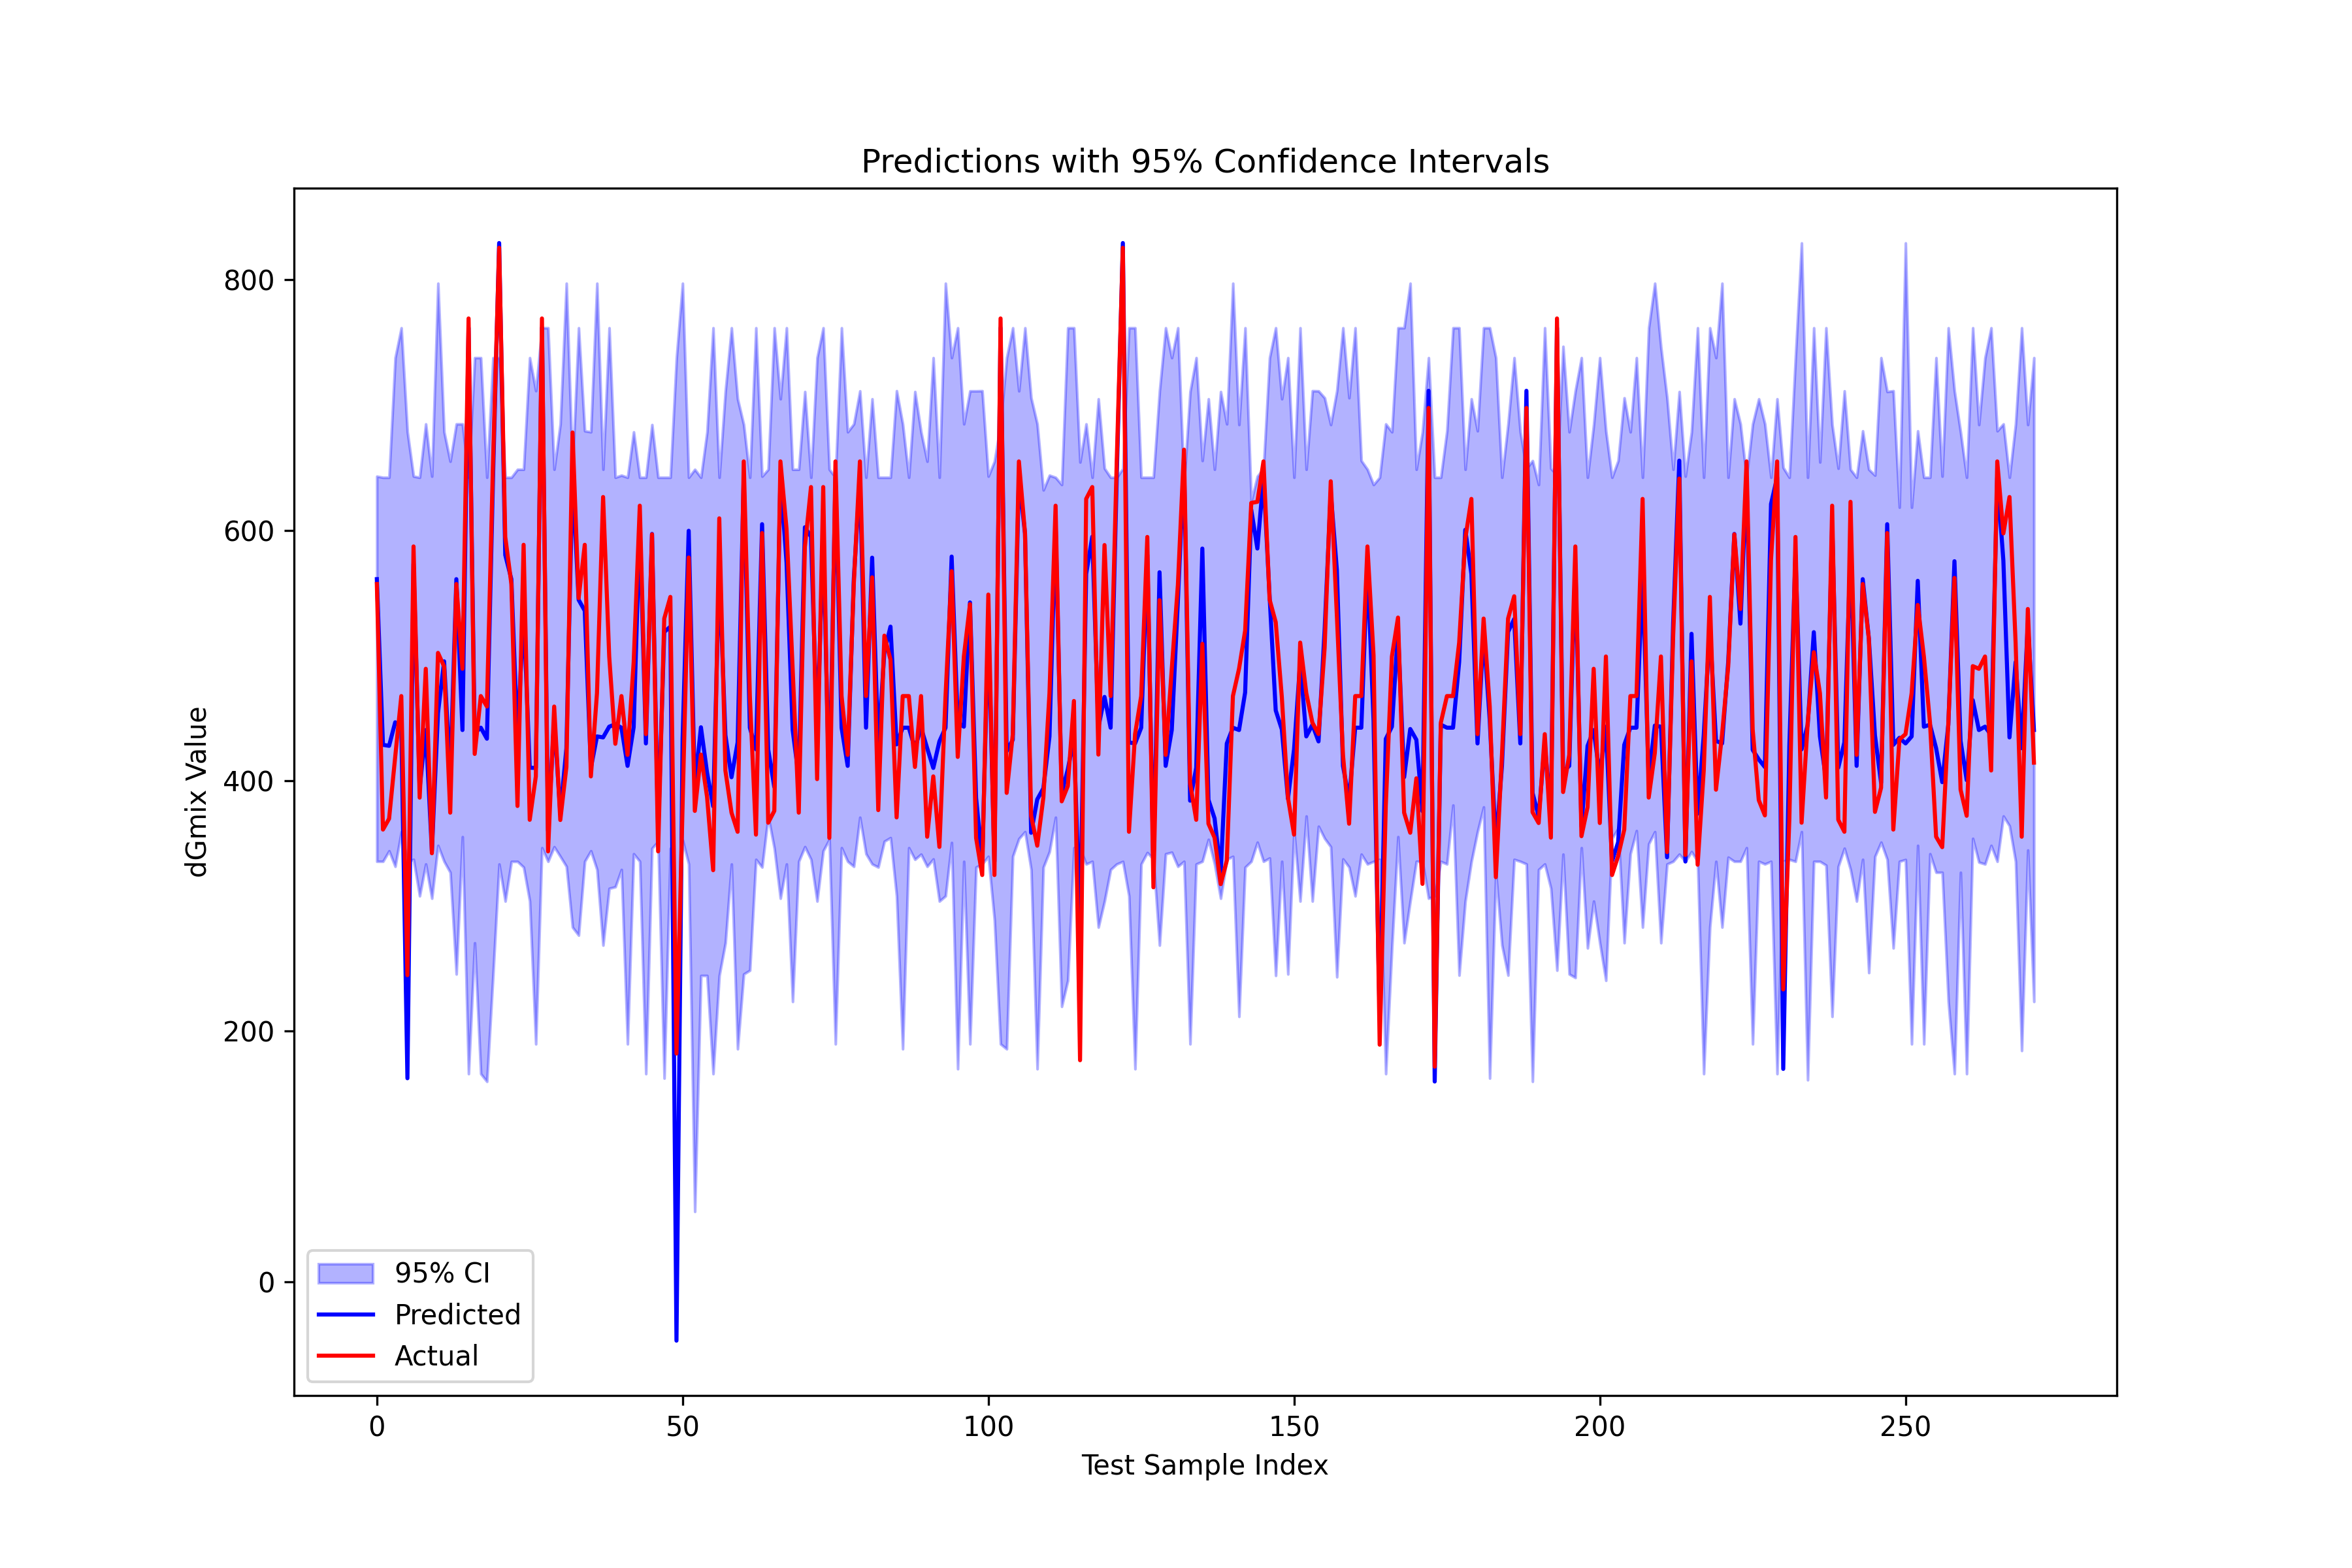 Predictions with 95% Confidence Intervals
800
600
400
200
0
dGmix Value
95% CI
Predicted
Actual
0 50 100 150 200 250
Test Sample Index